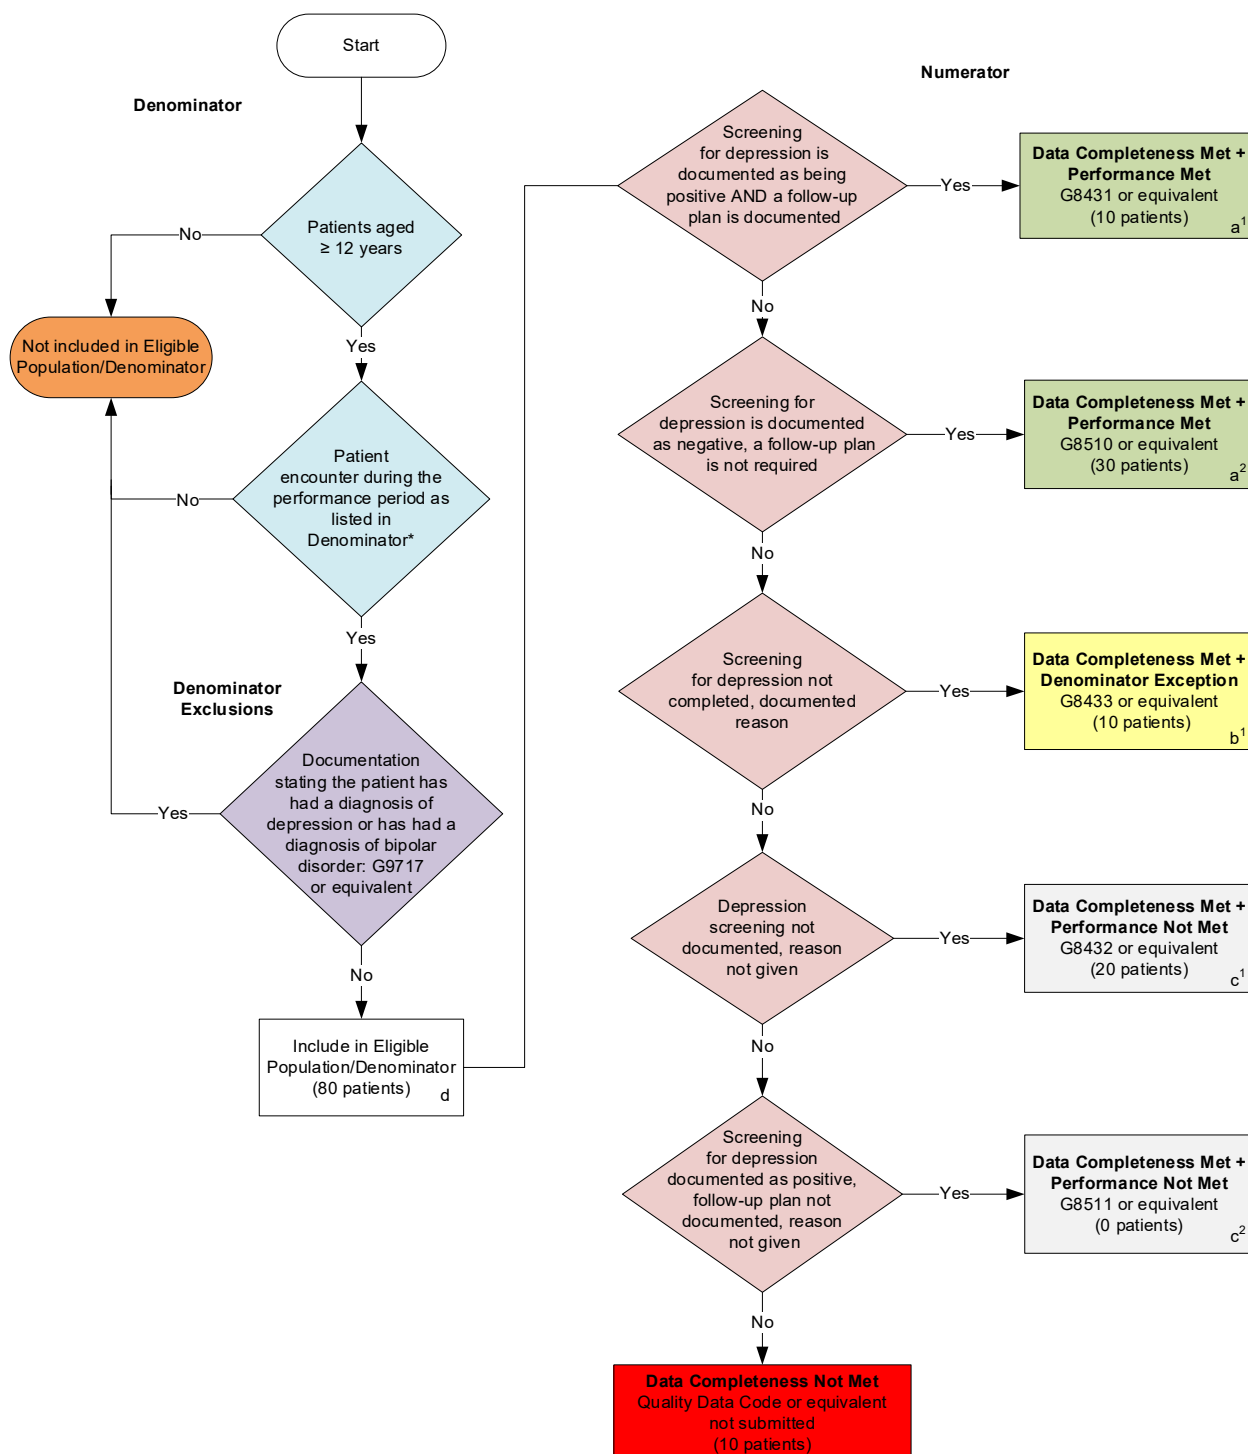 Start
Denominator
Patients aged
≥ 12 years
No
Not included in Eligible
Population/Denominator
Yes
Patient
encounter during the
performance period as
listed in
Denominator*
No
Yes
Denominator
Exclusions
Documentation
stating the patient has
had a diagnosis of
depression or has had a
diagnosis of bipolar
disorder: G9717
or equivalent
Yes
No
Include in Eligible
Population/Denominator
(80 patients)
d
Numerator
Screening
for depression is
documented as being
positive AND a follow-up
plan is documented
Yes
Data Completeness Met +
Performance Met
G8431 or equivalent
(10 patients)
a¹
No
Screening for
depression is documented
as negative, a follow-up plan
is not required
Yes
Data Completeness Met +
Performance Met
G8510 or equivalent
(30 patients)
a²
No
Screening
for depression not
completed, documented
reason
Yes
Data Completeness Met +
Denominator Exception
G8433 or equivalent
(10 patients)
b¹
No
Depression
screening not
documented, reason
not given
Yes
Data Completeness Met +
Performance Not Met
G8432 or equivalent
(20 patients)
c¹
No
Screening
for depression
documented as positive,
follow-up plan not
documented, reason
not given
Yes
Data Completeness Met +
Performance Not Met
G8511 or equivalent
(0 patients)
c²
No
Data Completeness Not Met
Quality Data Code or equivalent
not submitted
(10 patients)